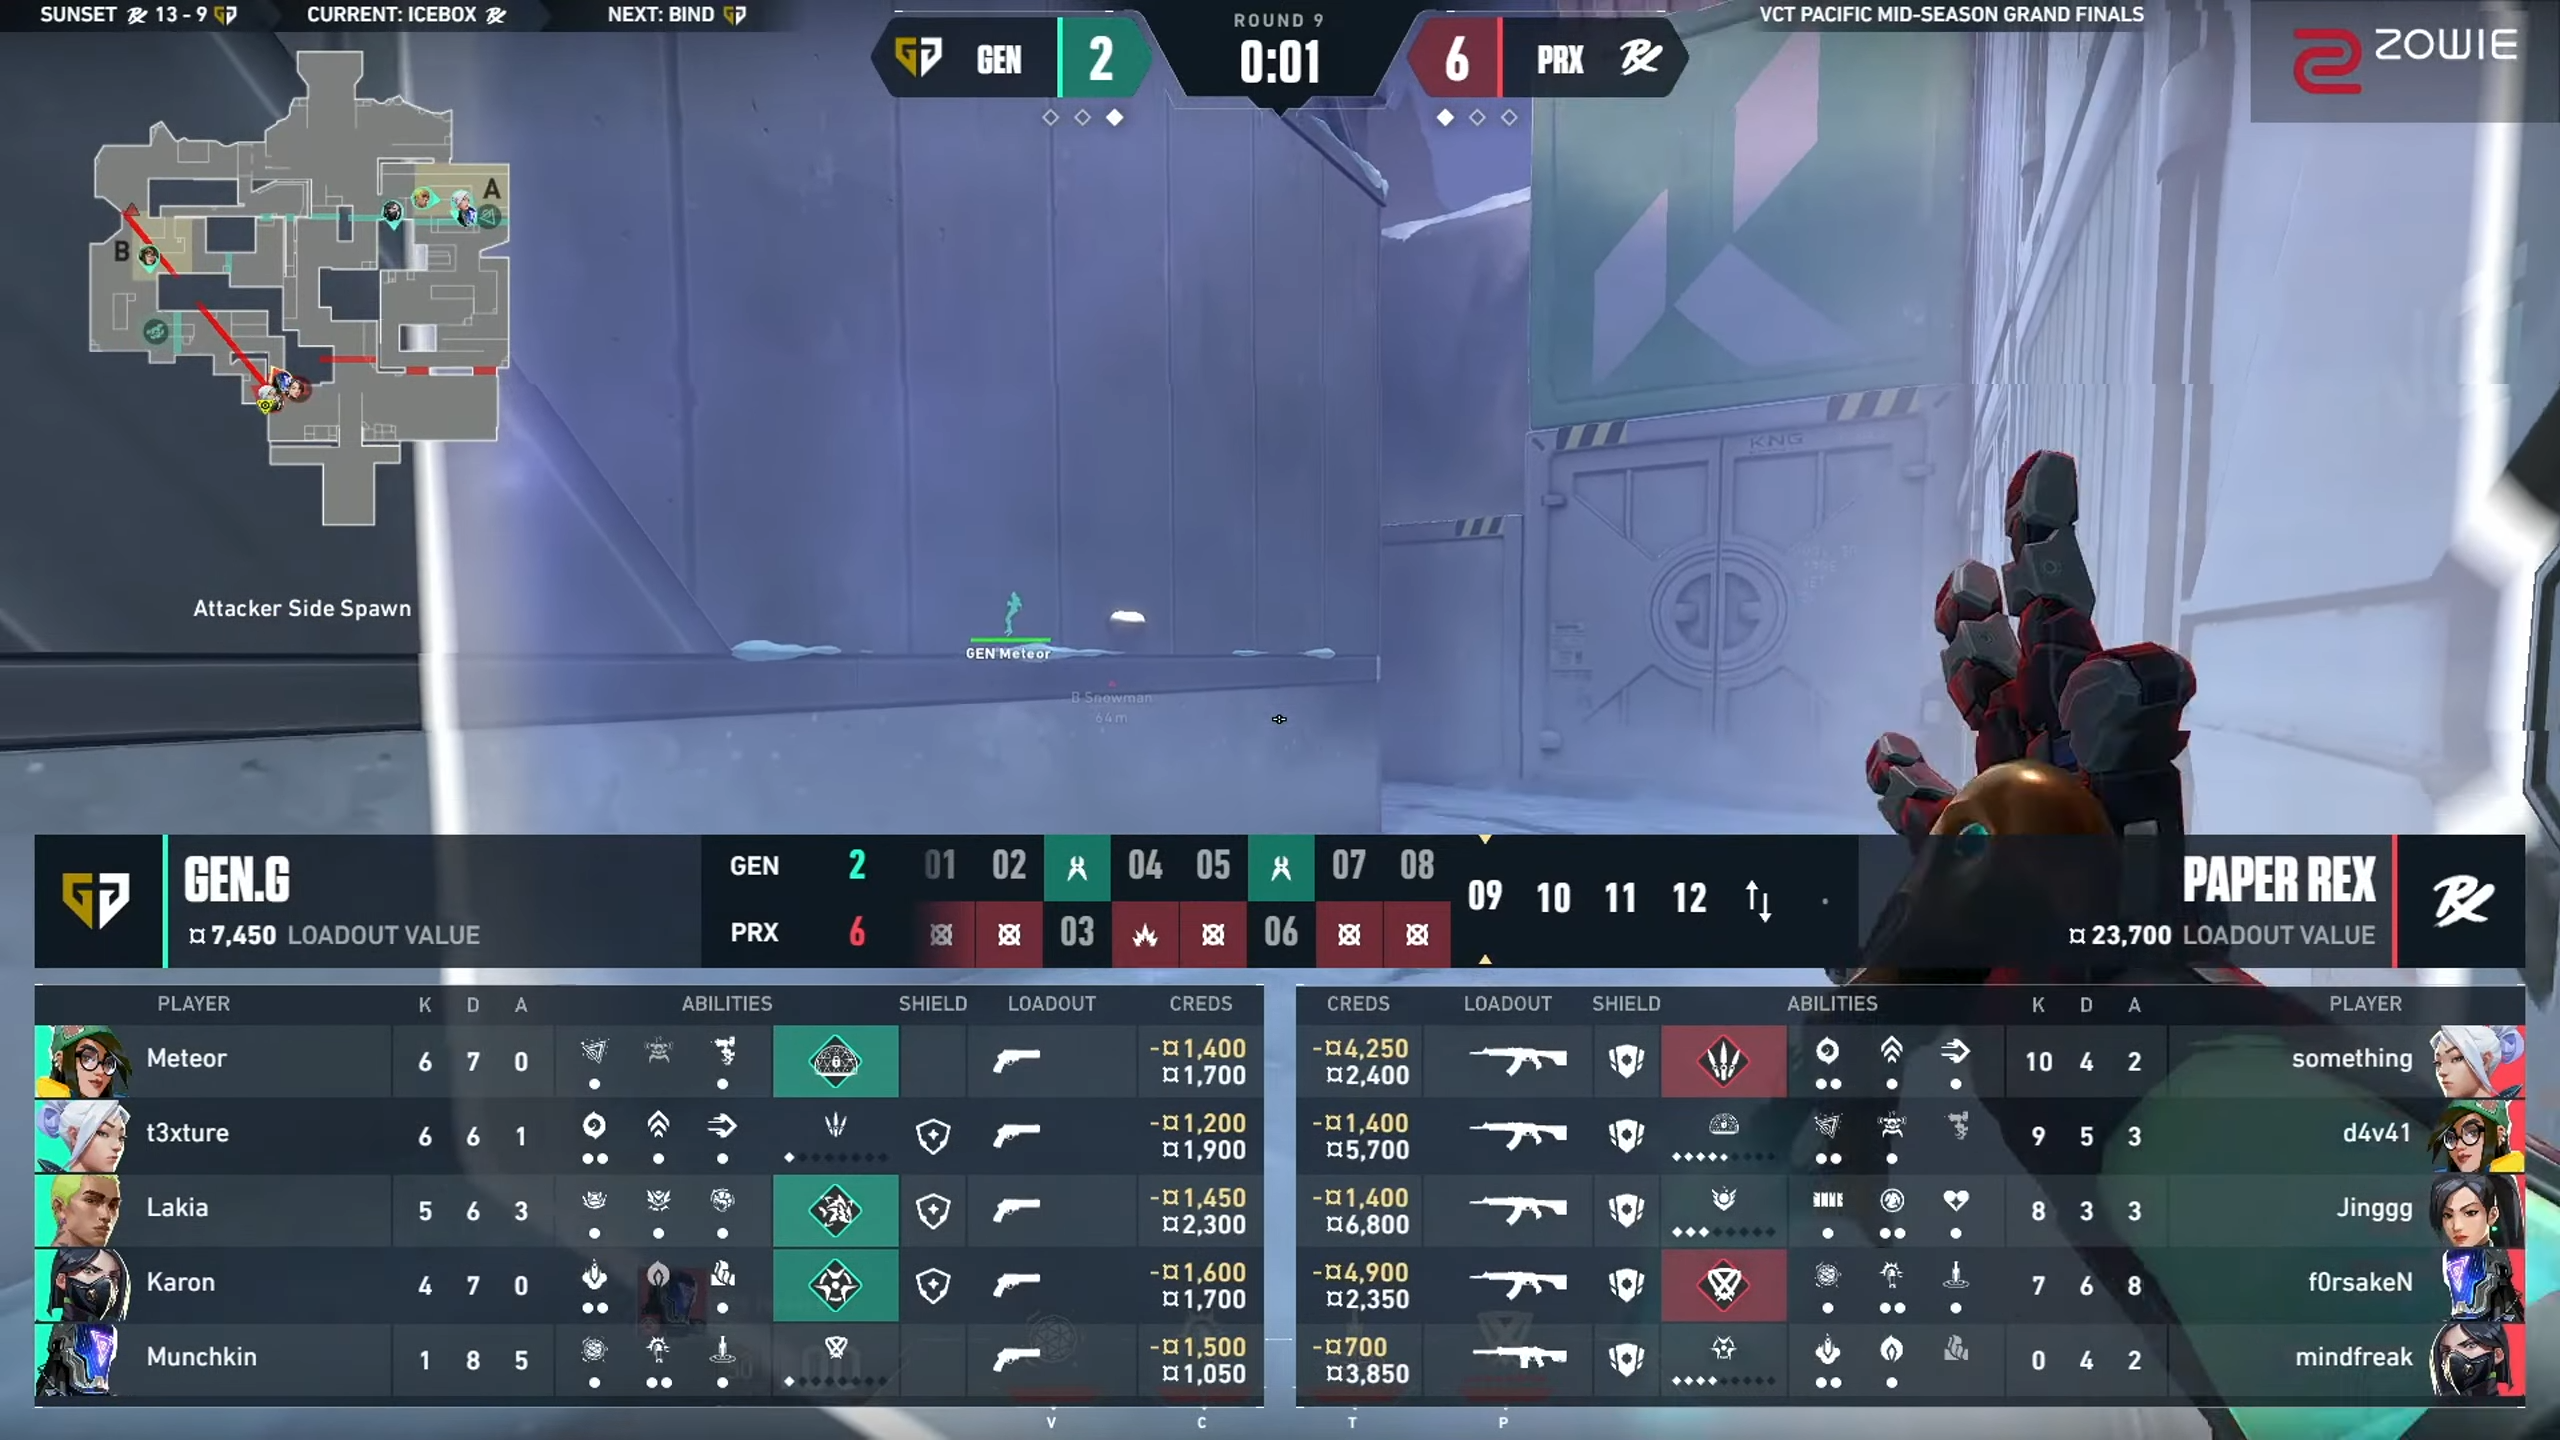 SUNSET 13 - 9
CURRENT: ICEBOX
NEXT: BIND
GEN 2
ROUND 9
0:01
6 PRX
VCT PACIFIC MID-SEASON GRAND FINALS
ZOWIE
A
B
Attacker Side Spawn
KNG
GEN Meteor
B Snowman
64m
GEN.G
¤ 7,450 LOADOUT VALUE
GEN 2 01 02 04 05 07 08
PRX 6 03 06
09 10 11 12
PAPER REX
¤ 23,700 LOADOUT VALUE
PLAYER K D A ABILITIES SHIELD LOADOUT CREDS
Meteor 6 7 0 -¤1,400
¤1,700
t3xture 6 6 1 -¤1,200
¤1,900
Lakia 5 6 3 -¤1,450
¤2,300
Karon 4 7 0 -¤1,600
¤1,700
Munchkin 1 8 5 -¤1,500
¤1,050
CREDS LOADOUT SHIELD ABILITIES K D A PLAYER
-¤4,250 10 4 2 something
¤2,400
-¤1,400 9 5 3 d4v41
¤5,700
-¤1,400 8 3 3 Jinggg
¤6,800
-¤4,900 7 6 8 f0rsakeN
¤2,350
-¤700 0 4 2 mindfreak
¤3,850
V C T P